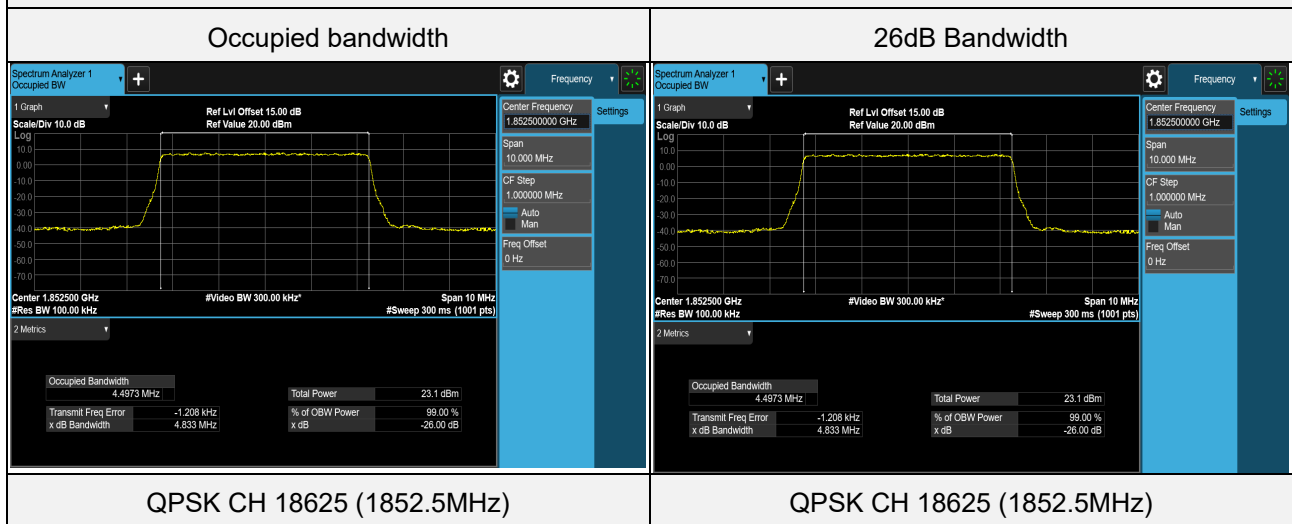 Occupied bandwidth
26dB Bandwidth
Spectrum Analyzer 1
Occupied BW
+
Frequency
1 Graph
Ref Lvl Offset 15.00 dB
Scale/Div 10.0 dB
Ref Value 20.00 dBm
Log
10.0
0.00
-10.0
-20.0
-30.0
-40.0
-50.0
-60.0
-70.0
Center 1.852500 GHz
#Video BW 300.00 kHz*
Span 10 MHz
#Res BW 100.00 kHz
#Sweep 300 ms (1001 pts)
Center Frequency
1.852500000 GHz
Settings
Span
10.000 MHz
CF Step
1.000000 MHz
Auto
Man
Freq Offset
0 Hz
2 Metrics
Occupied Bandwidth
4.4973 MHz
Total Power 23.1 dBm
Transmit Freq Error -1.208 kHz % of OBW Power 99.00 %
x dB Bandwidth 4.833 MHz x dB -26.00 dB
Spectrum Analyzer 1
Occupied BW
+
Frequency
1 Graph
Ref Lvl Offset 15.00 dB
Scale/Div 10.0 dB
Ref Value 20.00 dBm
Log
10.0
0.00
-10.0
-20.0
-30.0
-40.0
-50.0
-60.0
-70.0
Center 1.852500 GHz
#Video BW 300.00 kHz*
Span 10 MHz
#Res BW 100.00 kHz
#Sweep 300 ms (1001 pts)
Center Frequency
1.852500000 GHz
Settings
Span
10.000 MHz
CF Step
1.000000 MHz
Auto
Man
Freq Offset
0 Hz
2 Metrics
Occupied Bandwidth
4.4973 MHz
Total Power 23.1 dBm
Transmit Freq Error -1.208 kHz % of OBW Power 99.00 %
x dB Bandwidth 4.833 MHz x dB -26.00 dB
QPSK CH 18625 (1852.5MHz)
QPSK CH 18625 (1852.5MHz)